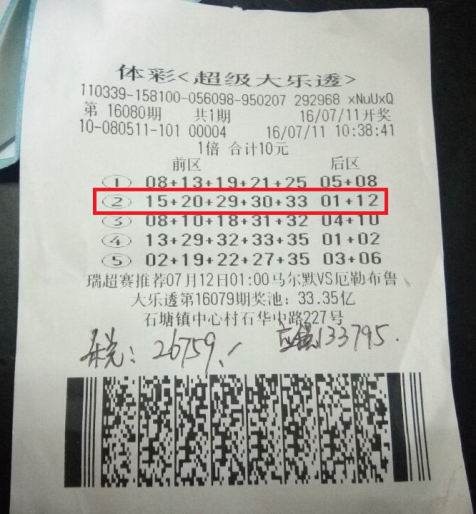 体彩<超级大乐透>
110339-158100-056098-950207 292968 xNuUxQ
第 16080期 共1期 16/07/11开奖
10-080511-101 00004 16/07/11 10:38:41
1倍 合计10元
前区 后区
① 08+13+19+21+25 05+08
② 15+20+29+30+33 01+12
③ 08+10+18+31+32 04+10
④ 13+29+32+33+35 01+02
⑤ 02+19+22+27+35 03+06
瑞超赛推荐07月12日01:00马尔默VS厄勒布鲁
大乐透第16079期奖池: 33.35亿
石塘镇中心村石华中路227号
税: 26759. 133795.